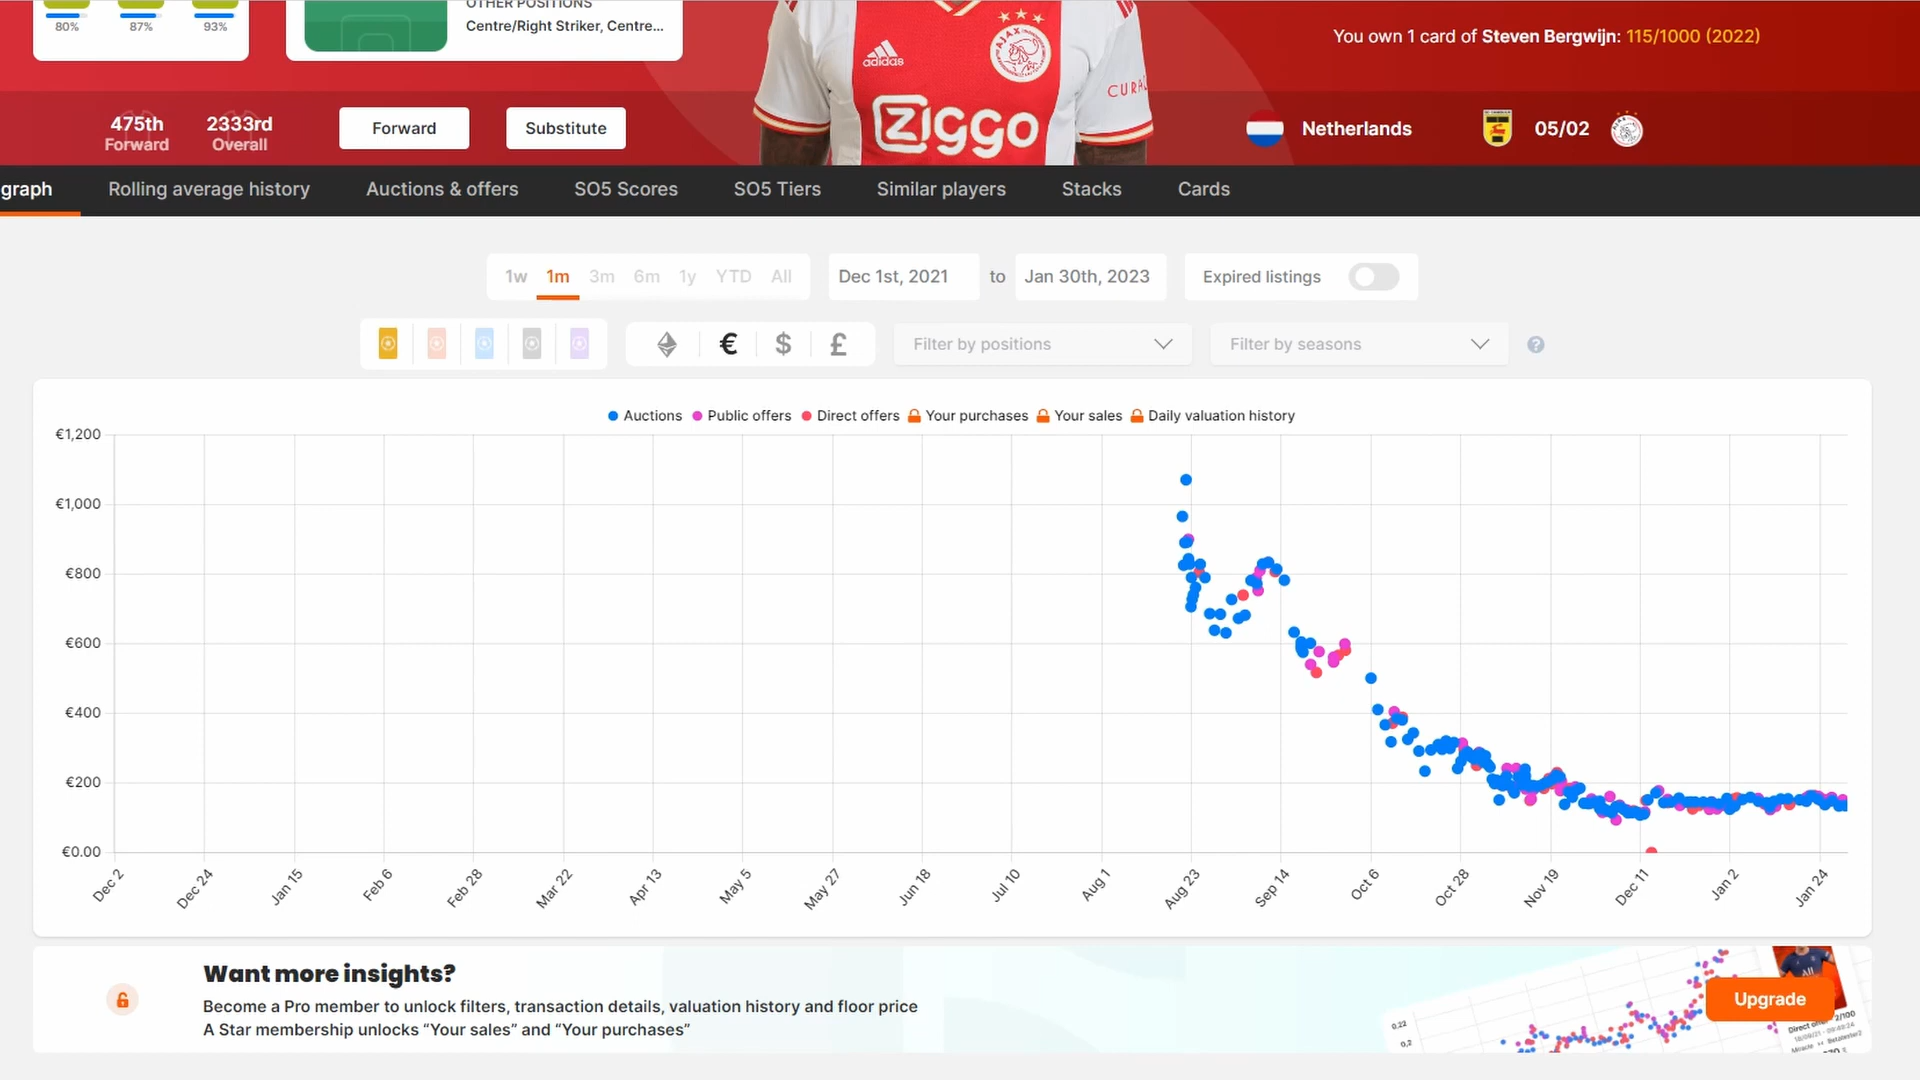 80% 87% 93%
OTHER POSITIONS
Centre/Right Striker, Centre...
adidas
AJAX
CURA
ziggo
You own 1 card of Steven Bergwijn: 115/1000 (2022)
475th
Forward
2333rd
Overall
Forward
Substitute
Netherlands
05/02
graph Rolling average history Auctions & offers SO5 Scores SO5 Tiers Similar players Stacks Cards
1w 1m 3m 6m 1y YTD All
Dec 1st, 2021 to Jan 30th, 2023
Expired listings
€ $ £
Filter by positions
Filter by seasons
?
Auctions Public offers Direct offers Your purchases Your sales Daily valuation history
€1,200
€1,000
€800
€600
€400
€200
€0.00
Dec 2 Dec 24 Jan 15 Feb 6 Feb 28 Mar 22 Apr 13 May 5 May 27 Jun 18 Jul 10 Aug 1 Aug 23 Sep 14 Oct 6 Oct 28 Nov 19 Dec 11 Jan 2 Jan 24
Want more insights?
Become a Pro member to unlock filters, transaction details, valuation history and floor price
A Star membership unlocks “Your sales” and “Your purchases”
Upgrade
0,22
0,2
2/100